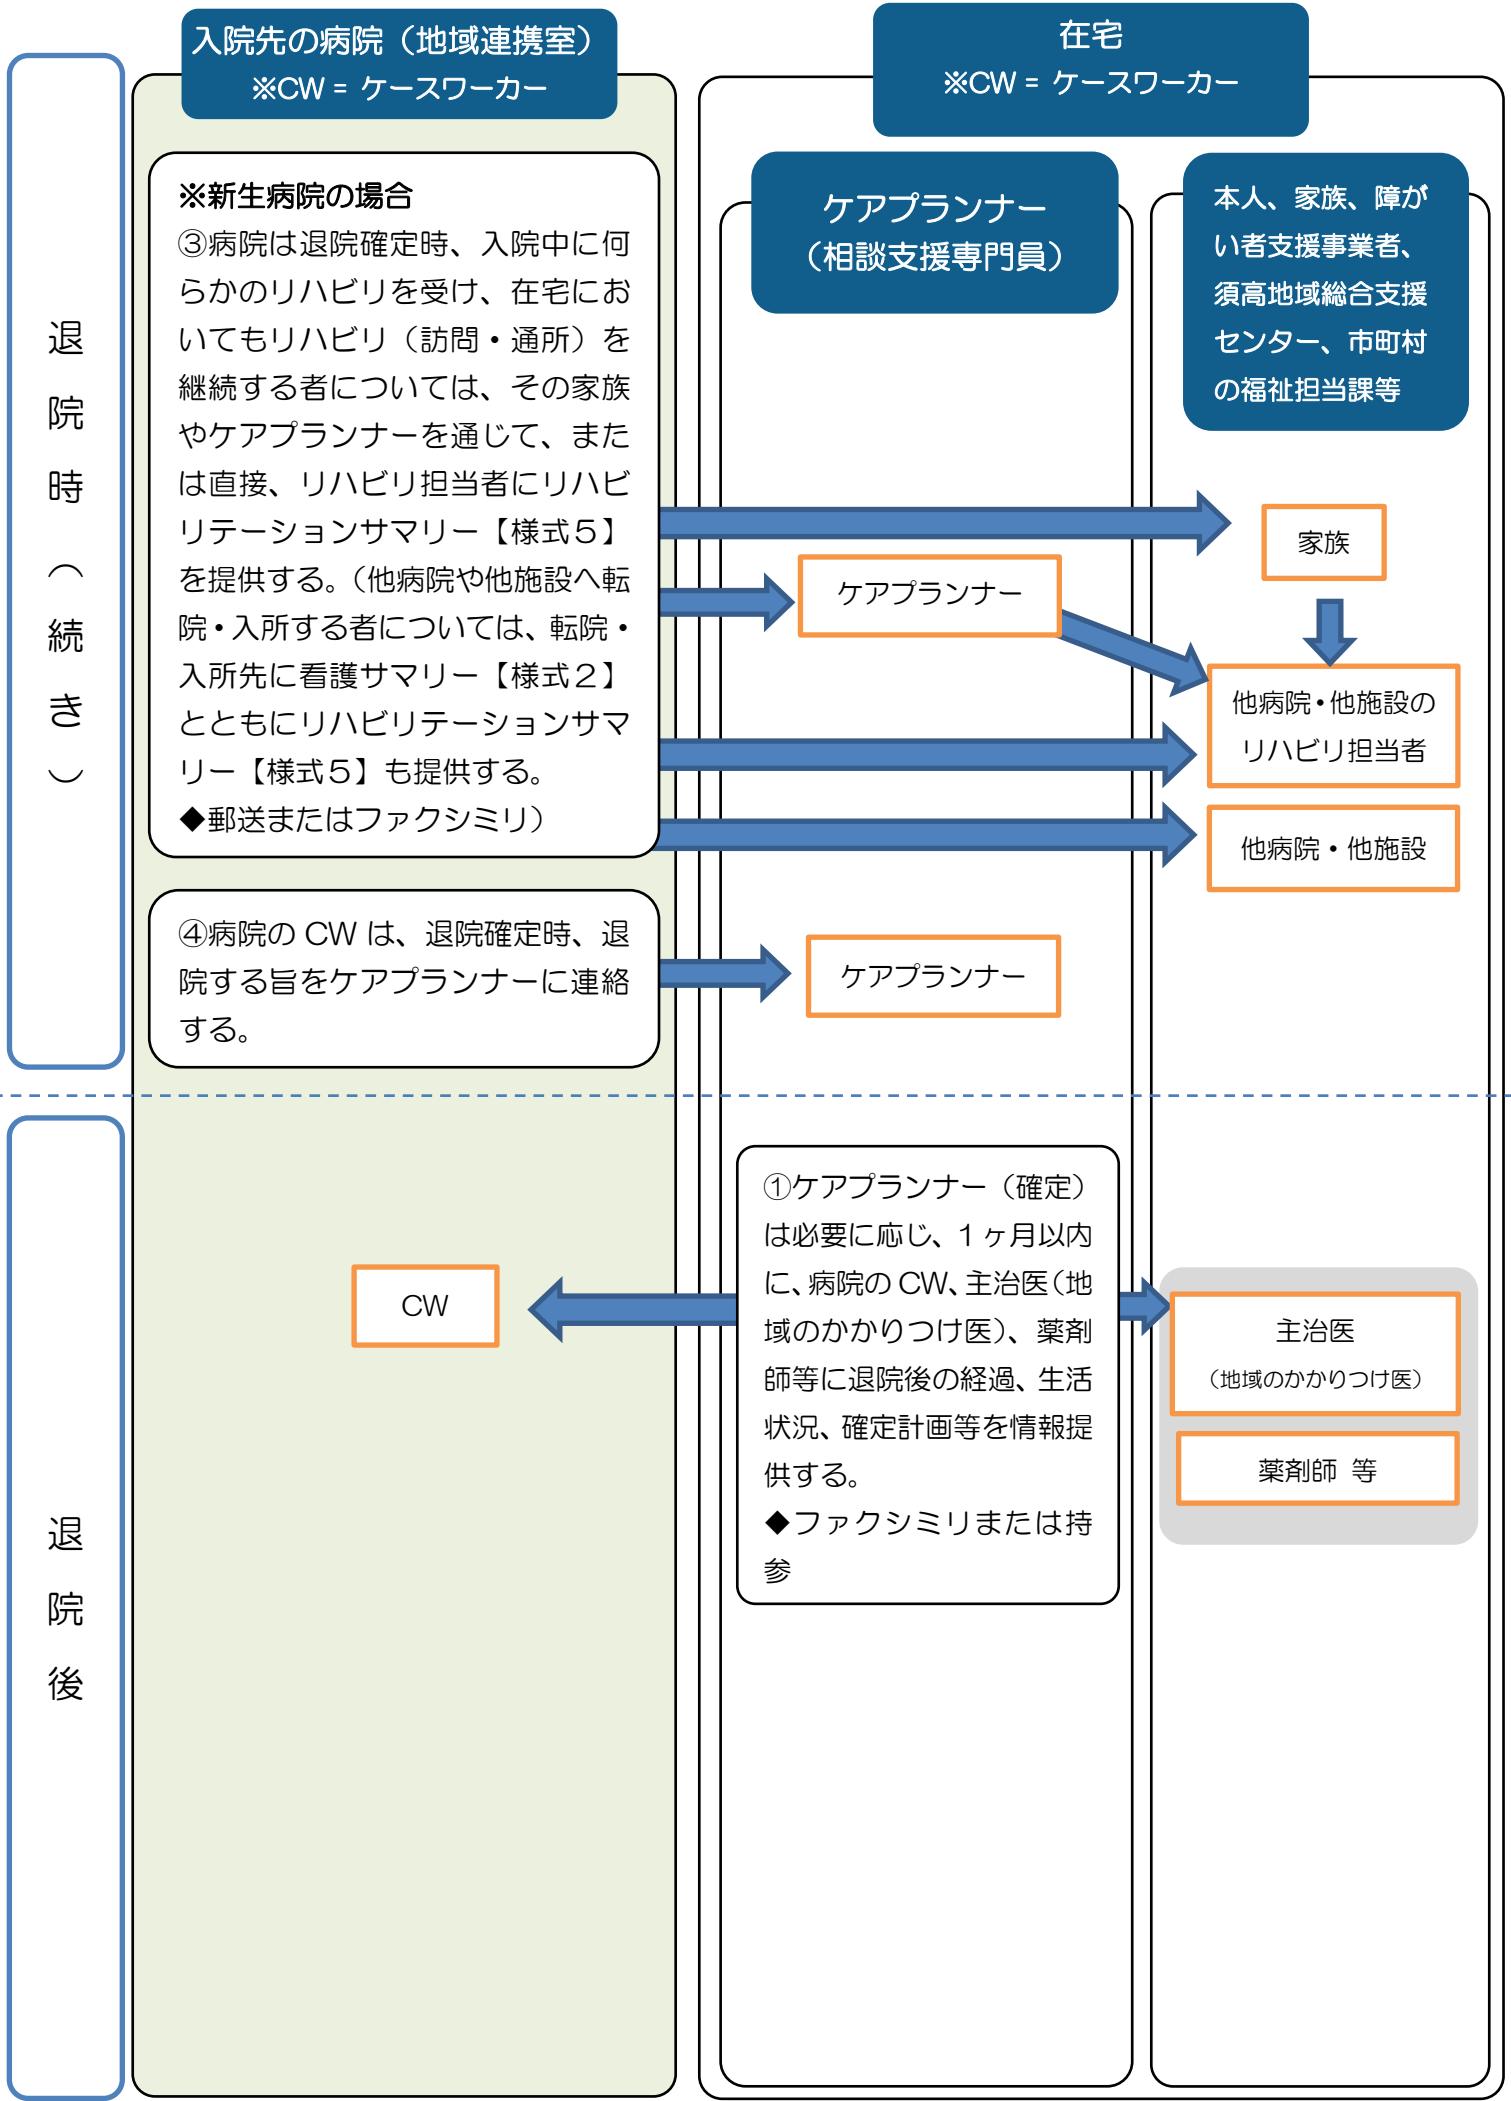 入院先の病院（地域連携室）
※CW = ケースワーカー
在宅
※CW = ケースワーカー
ケアプランナー
（相談支援専門員）
本人、家族、障が
い者支援事業者、
須高地域総合支援
センター、市町村
の福祉担当課等
退院時（続き）
※新生病院の場合
③病院は退院確定時、入院中に何
らかのリハビリを受け、在宅にお
いてもリハビリ（訪問・通所）を
継続する者については、その家族
やケアプランナーを通じて、また
は直接、リハビリ担当者にリハビ
リテーションサマリー【様式５】
を提供する。（他病院や他施設へ転
院・入所する者については、転院・
入所先に看護サマリー【様式２】
とともにリハビリテーションサマ
リー【様式５】も提供する。
◆郵送またはファクシミリ）
家族
ケアプランナー
他病院・他施設の
リハビリ担当者
他病院・他施設
④病院の CW は、退院確定時、退
院する旨をケアプランナーに連絡
する。
ケアプランナー
退院後
①ケアプランナー（確定）
は必要に応じ、１ヶ月以内
に、病院の CW、主治医（地
域のかかりつけ医）、薬剤
師等に退院後の経過、生活
状況、確定計画等を情報提
供する。
◆ファクシミリまたは持
参
CW
主治医
（地域のかかりつけ医）
薬剤師 等